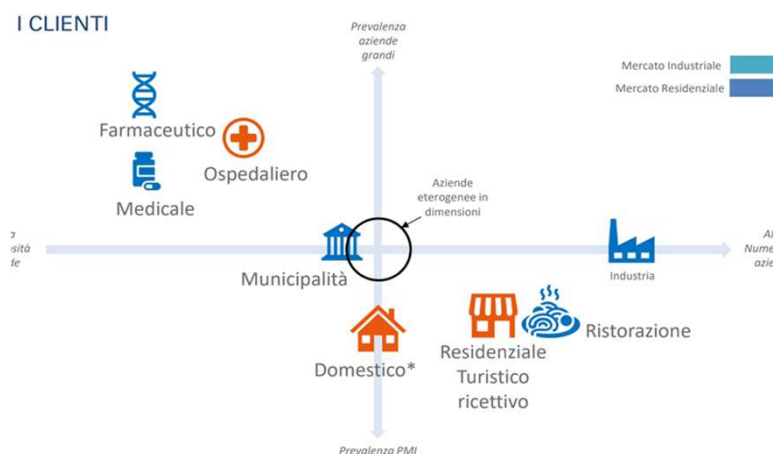 I CLIENTI
Prevalenza
aziende
grandi
Mercato Industriale
Mercato Residenziale
Farmaceutico
Ospedaliero
Medicale
Aziende
eterogenee in
dimensioni
Municipalità
Industria
Domestico*
Residenziale
Turistico
ricettivo
Ristorazione
Prevalenza PMI